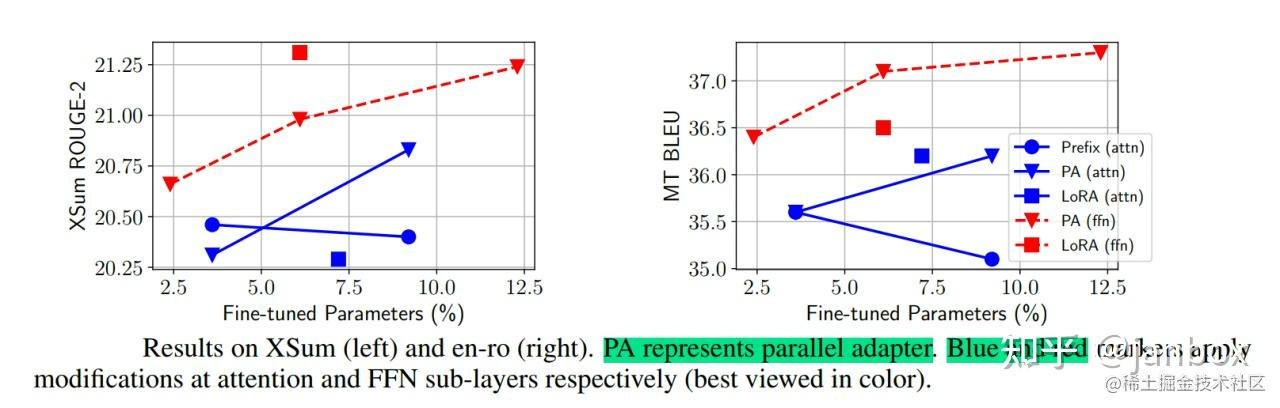 XSum ROUGE-2
21.25
21.00
20.75
20.50
20.25
2.5 5.0 7.5 10.0 12.5
Fine-tuned Parameters (%)
MT BLEU
37.0
36.5
36.0
35.5
35.0
2.5 5.0 7.5 10.0 12.5
Fine-tuned Parameters (%)
Prefix (attn)
PA (attn)
LoRA (attn)
PA (ffn)
LoRA (ffn)
Results on XSum (left) and en-ro (right). PA represents parallel adapter. Blue markers apply
modifications at attention and FFN sub-layers respectively (best viewed in color).
知乎 @janbox
@稀土掘金技术社区